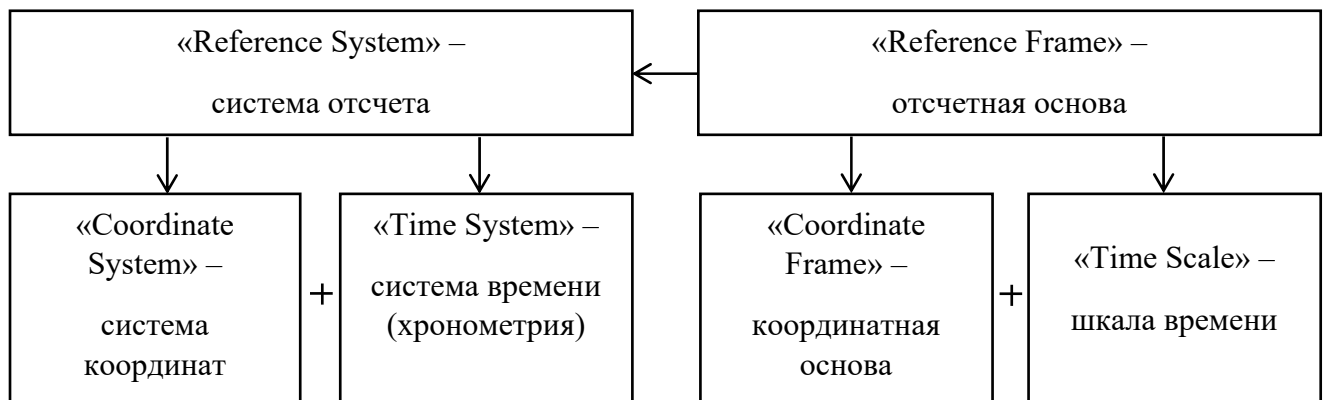 «Reference System» –
система отсчета
«Reference Frame» –
отсчетная основа
«Coordinate
System» –
система
координат
+
«Time System» –
система времени
(хронометрия)
«Coordinate
Frame» –
координатная
основа
+
«Time Scale» –
шкала времени